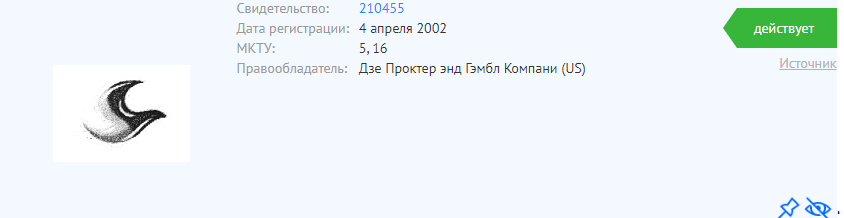 Свидетельство: 210455
действует
Дата регистрации: 4 апреля 2002
МКТУ: 5, 16
Источник
Правообладатель: Дзе Проктер энд Гэмбл Компани (US)